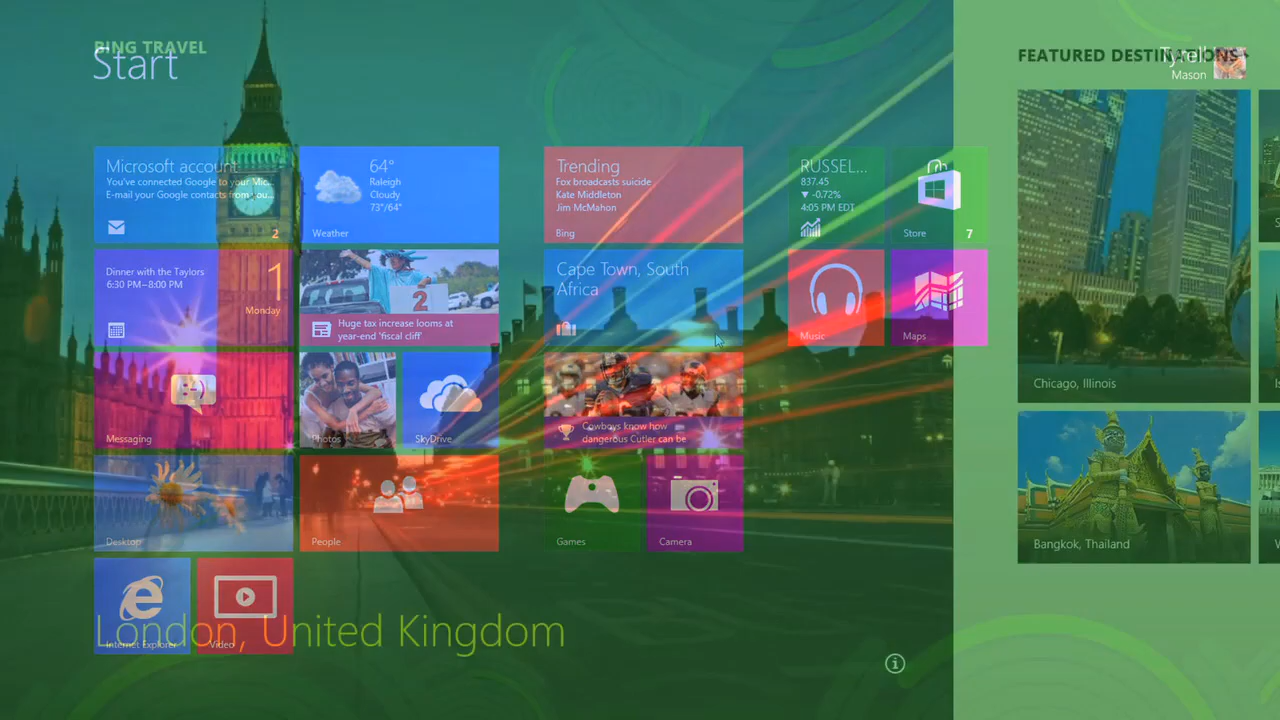 BING TRAVEL
Start
FEATURED DESTINATIONS
Tyrell
Mason
Microsoft account
You've connected Google to your Mic...
E-mail your Google contacts from you...
2
64°
Raleigh
Cloudy
73°/64°
Weather
Trending
Fox broadcasts suicide
Kate Middleton
Jim McMahon
Bing
RUSSEL...
837.45
▼ -0.72%
4:05 PM EDT
Store
7
Dinner with the Taylors
6:30 PM–8:00 PM
1
Monday
2
Huge tax increase looms at
year-end 'fiscal cliff'
Cape Town, South
Africa
Music
Maps
Messaging
Photos
SkyDrive
Cowboys know how
dangerous Cutler can be
Chicago, Illinois
Desktop
People
Games
Camera
Bangkok, Thailand
Internet Explorer
Video
London, United Kingdom